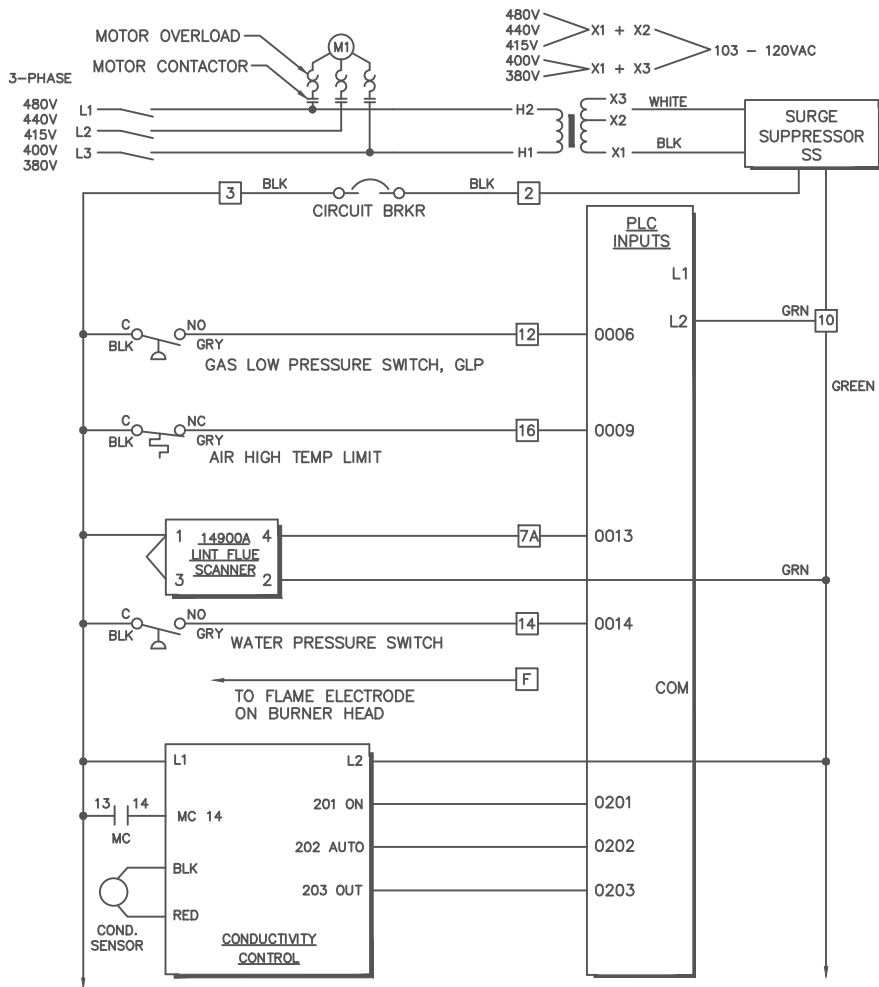 480V
440V
415V
400V
380V
X1 + X2
X1 + X3
103 - 120VAC
MOTOR OVERLOAD
M1
MOTOR CONTACTOR
3-PHASE
480V
440V
415V
400V
380V
L1
L2
L3
H2
H1
X3
X2
X1
WHITE
BLK
SURGE
SUPPRESSOR
SS
3
BLK
BLK
2
CIRCUIT BRKR
PLC
INPUTS
L1
L2
GRN
10
GREEN
C
NO
BLK
GRY
12
0006
GAS LOW PRESSURE SWITCH, GLP
C
NC
BLK
GRY
16
0009
AIR HIGH TEMP LIMIT
1
4
14900A
LINT FLUE
SCANNER
3
2
7A
0013
GRN
C
NO
BLK
GRY
14
0014
WATER PRESSURE SWITCH
F
TO FLAME ELECTRODE
ON BURNER HEAD
COM
L1
L2
13
14
MC
MC 14
201 ON
0201
202 AUTO
0202
BLK
203 OUT
0203
RED
COND.
SENSOR
CONDUCTIVITY
CONTROL